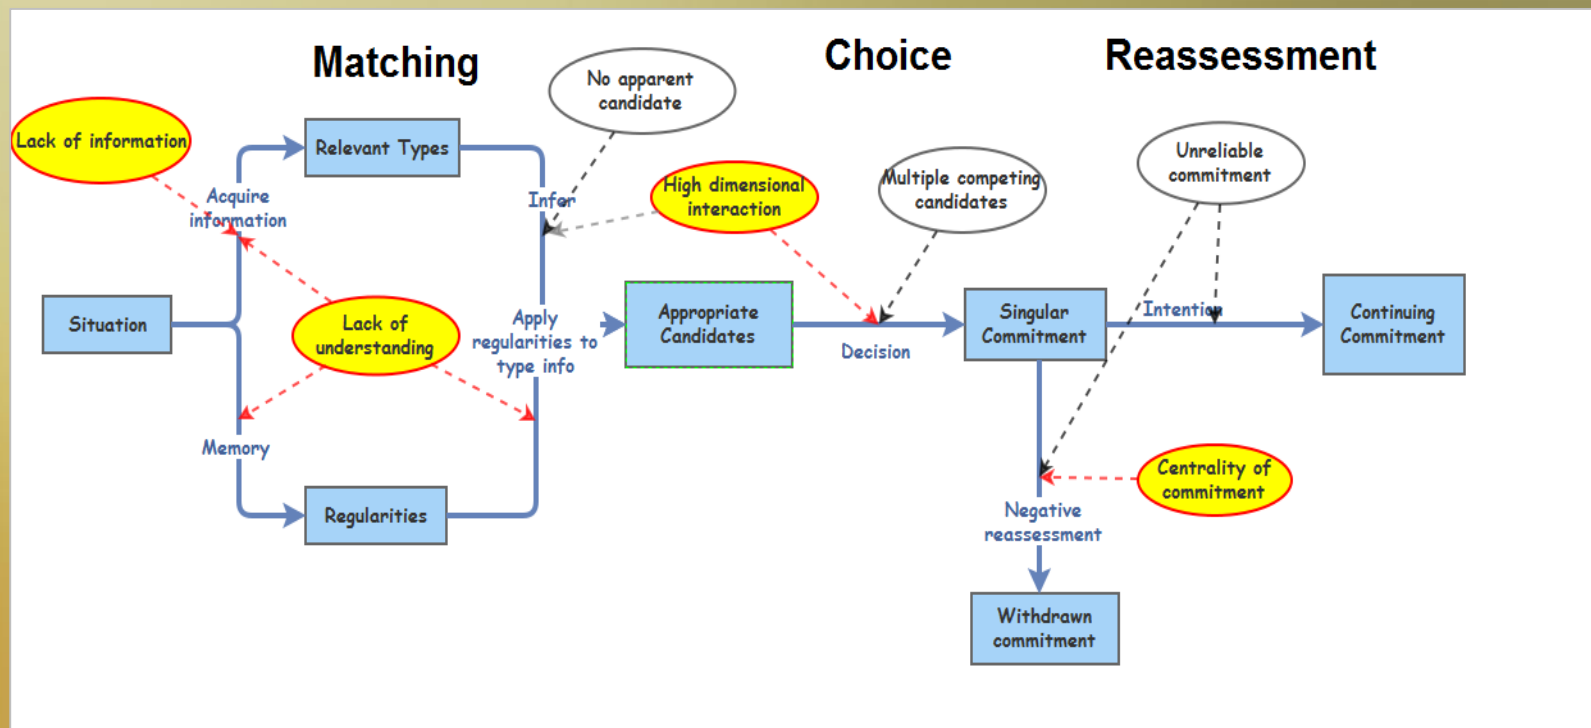 Matching
Choice
Reassessment
No apparent
candidate
Lack of information
Relevant Types
Unreliable
commitment
High dimensional
interaction
Multiple competing
candidates
Acquire
information
Infer
Situation
Lack of
understanding
Apply
regularities to
type info
Appropriate
Candidates
Decision
Singular
Commitment
Intention
Continuing
Commitment
Memory
Regularities
Centrality of
commitment
Negative
reassessment
Withdrawn
commitment